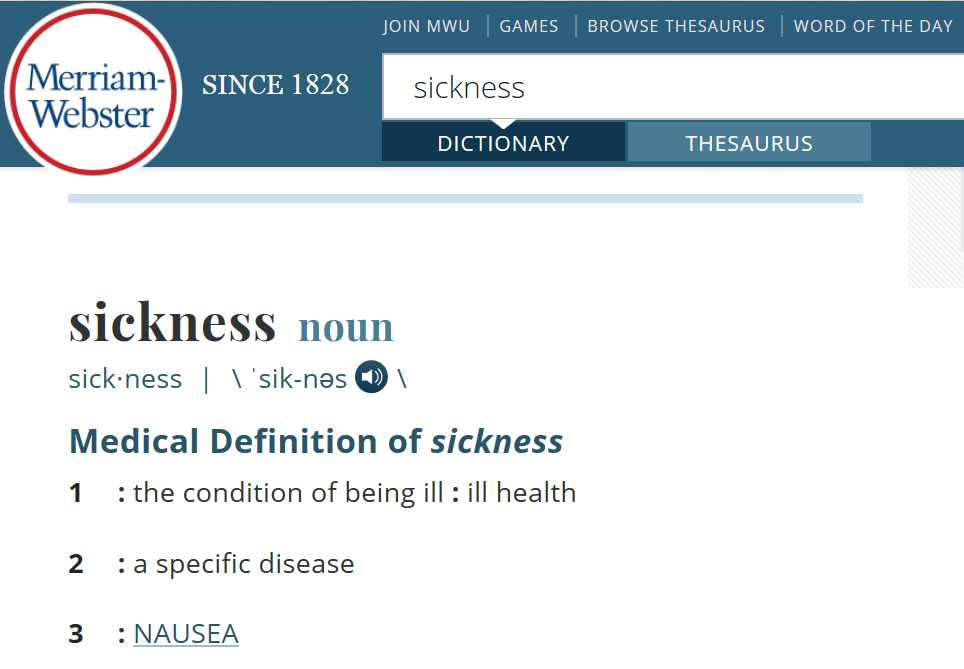 JOIN MWU | GAMES | BROWSE THESAURUS | WORD OF THE DAY
Merriam-
Webster
SINCE 1828
sickness
DICTIONARY THESAURUS
sickness noun
sick·ness | \ ˈsik-nəs \
Medical Definition of sickness
1 : the condition of being ill : ill health
2 : a specific disease
3 : NAUSEA